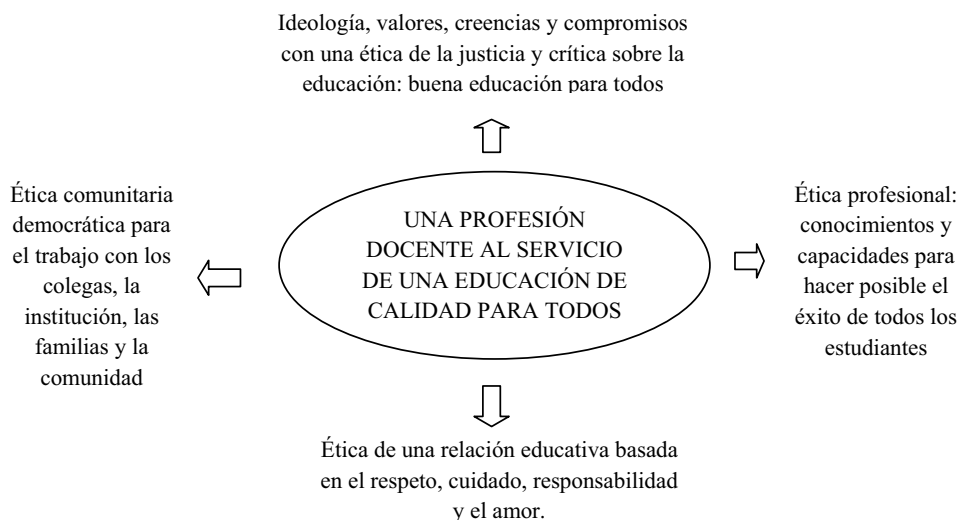 Ideología, valores, creencias y compromisos
con una ética de la justicia y crítica sobre la
educación: buena educación para todos
Ética comunitaria
democrática para
el trabajo con los
colegas, la
institución, las
familias y la
comunidad
UNA PROFESIÓN
DOCENTE AL SERVICIO
DE UNA EDUCACIÓN DE
CALIDAD PARA TODOS
Ética profesional:
conocimientos y
capacidades para
hacer posible el
éxito de todos los
estudiantes
Ética de una relación educativa basada
en el respeto, cuidado, responsabilidad
y el amor.